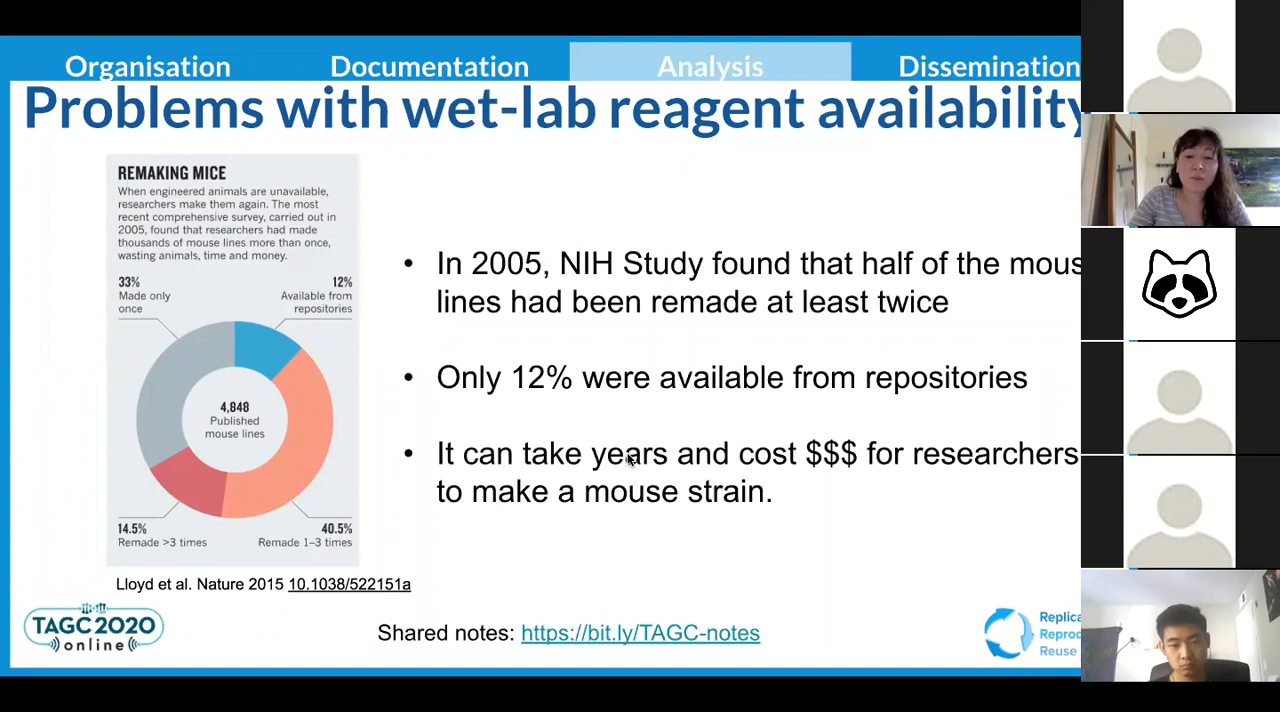 Organisation Documentation Analysis Dissemination
Problems with wet-lab reagent availability
REMAKING MICE
When engineered animals are unavailable,
researchers make them again. The most
recent comprehensive survey, carried out in
2005, found that researchers had made
thousands of mouse lines more than once,
wasting animals, time and money.
33%
Made only
once
12%
Available from
repositories
4,848
Published
mouse lines
14.5%
Remade >3 times
40.5%
Remade 1–3 times
Lloyd et al. Nature 2015 10.1038/522151a
• In 2005, NIH Study found that half of the mous
lines had been remade at least twice
• Only 12% were available from repositories
• It can take years and cost $$$ for researchers
to make a mouse strain.
TAGC 2020
online
Shared notes: https://bit.ly/TAGC-notes
Replica
Reprod
Reuse